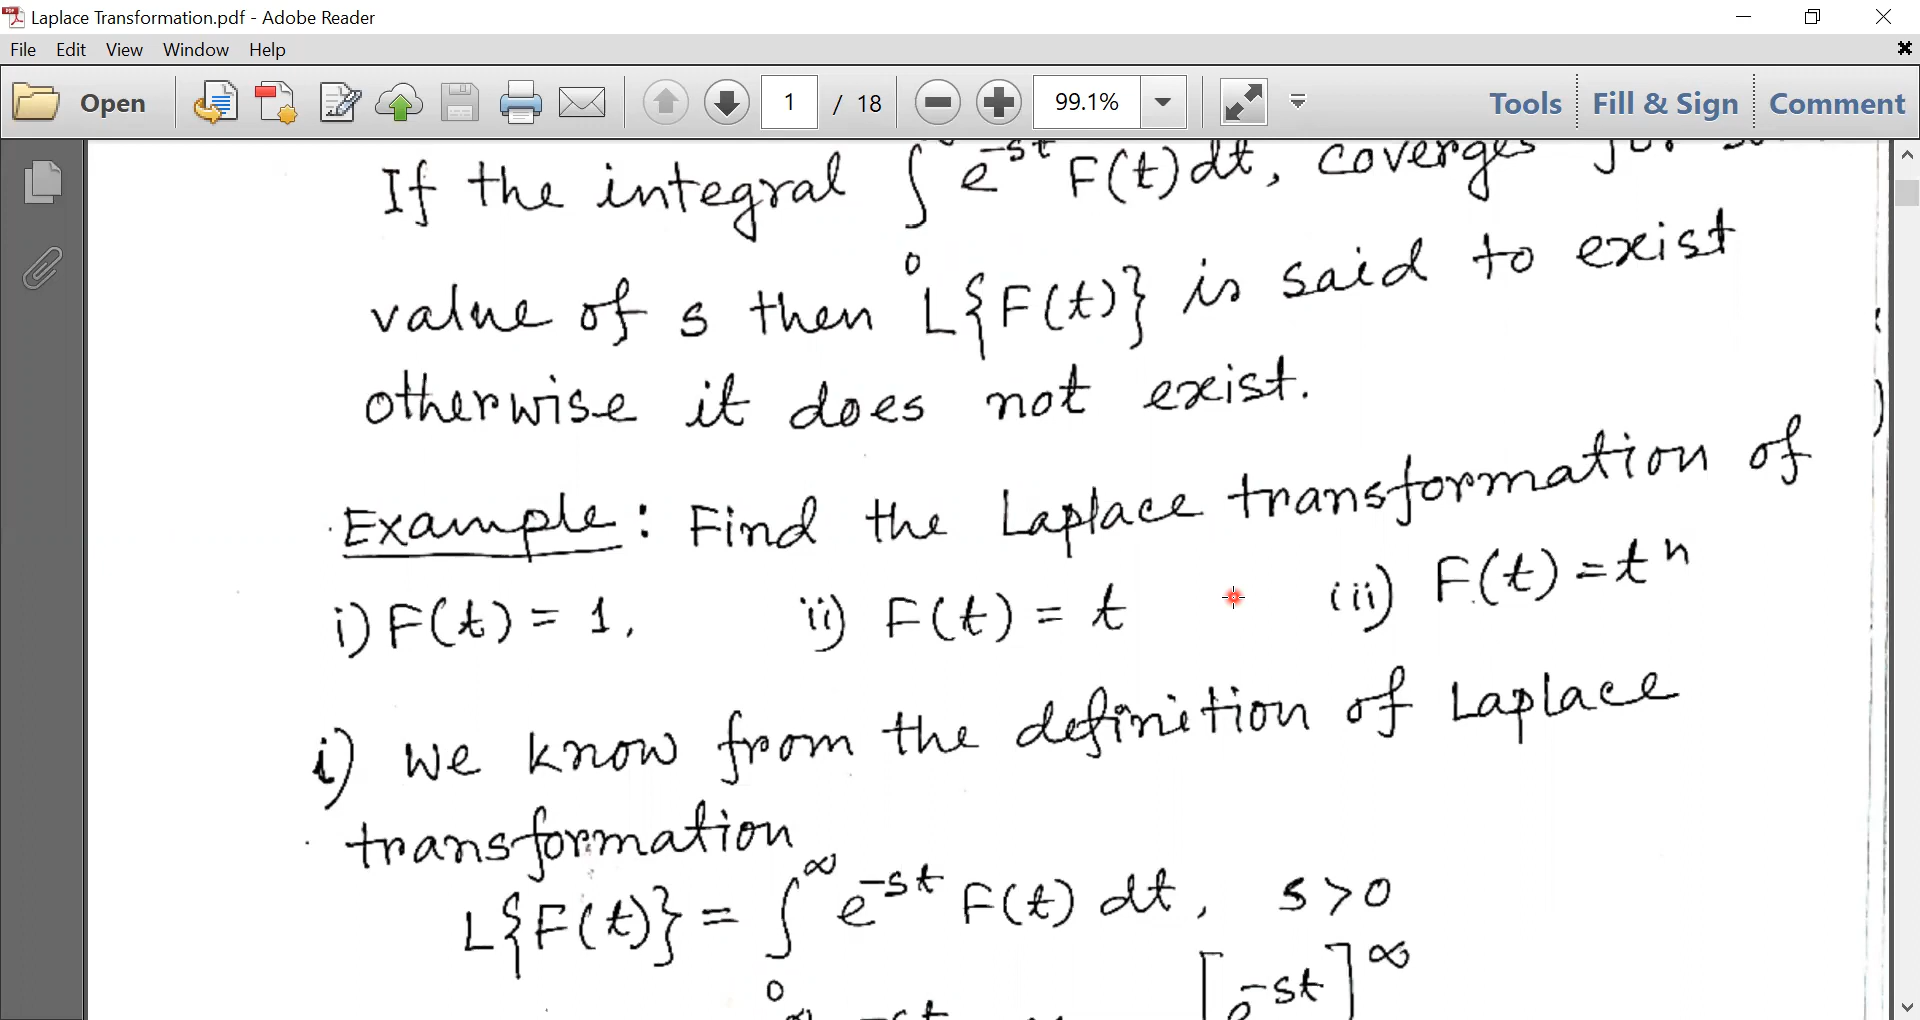 Laplace Transformation.pdf - Adobe Reader
File Edit View Window Help
Open 1 / 18 99.1% Tools Fill & Sign Comment
If the integral ∫₀ e^-st F(t) dt, coverges
value of s then L{F(t)} is said to exist
otherwise it does not exist.
Example: Find the Laplace transformation of
i) F(t) = 1, ii) F(t) = t iii) F(t) = t^n
i) We know from the definition of Laplace
transformation
L{F(t)} = ∫₀^∞ e^-st F(t) dt, s > 0
[e^-st]^∞